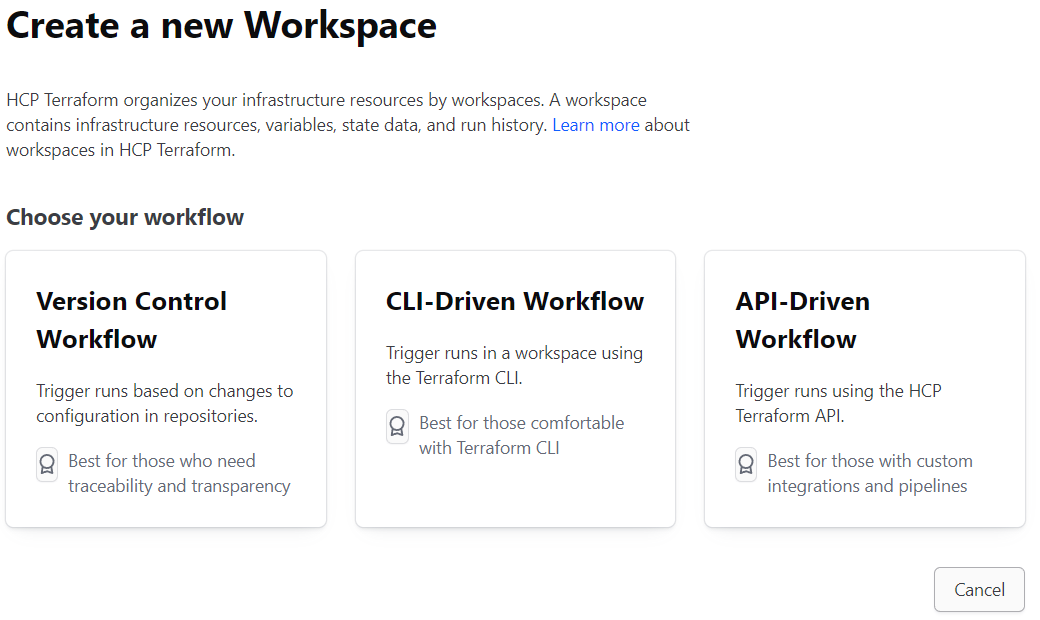 Create a new Workspace
HCP Terraform organizes your infrastructure resources by workspaces. A workspace
contains infrastructure resources, variables, state data, and run history. Learn more about
workspaces in HCP Terraform.
Choose your workflow
Version Control
Workflow
Trigger runs based on changes to
configuration in repositories.
Best for those who need
traceability and transparency
CLI-Driven Workflow
Trigger runs in a workspace using
the Terraform CLI.
Best for those comfortable
with Terraform CLI
API-Driven
Workflow
Trigger runs using the HCP
Terraform API.
Best for those with custom
integrations and pipelines
Cancel